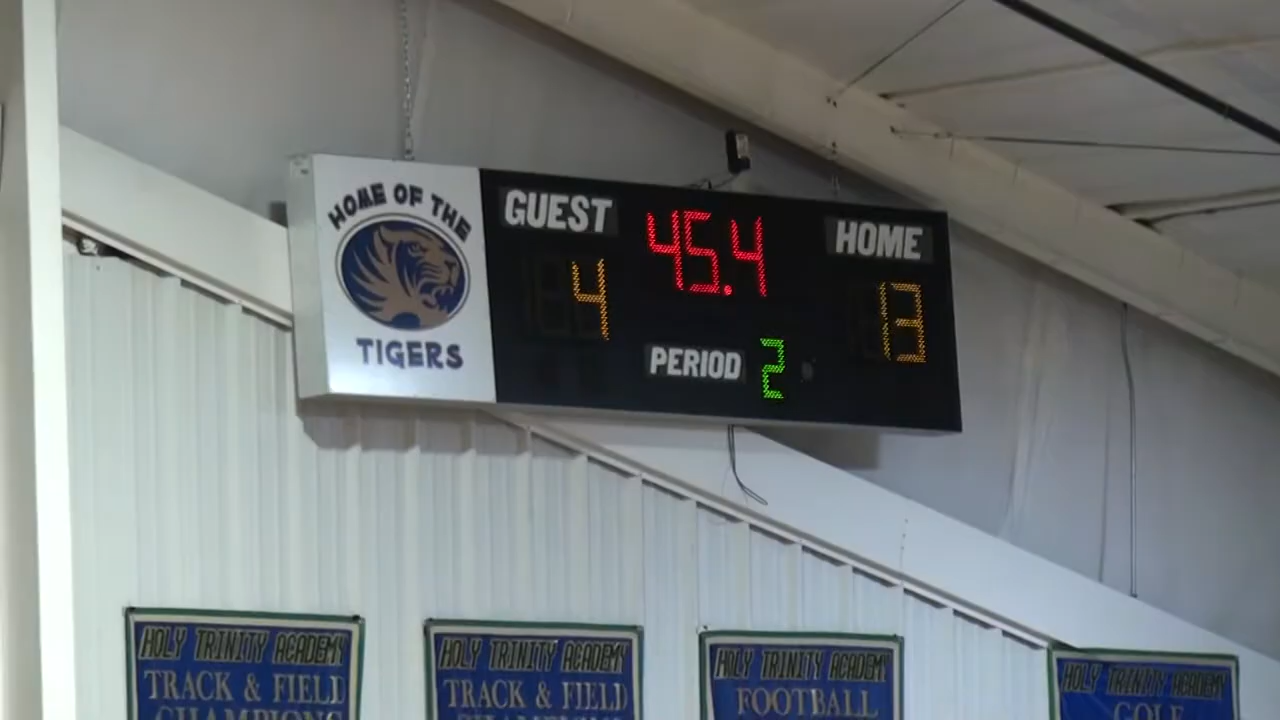 HOME OF THE
TIGERS
GUEST
45.4
HOME
4
13
PERIOD 2
HOLY TRINITY ACADEMY
TRACK & FIELD
CHAMPIONS
HOLY TRINITY ACADEMY
TRACK & FIELD
HOLY TRINITY ACADEMY
FOOTBALL
HOLY TRINITY ACADEMY
GOLF